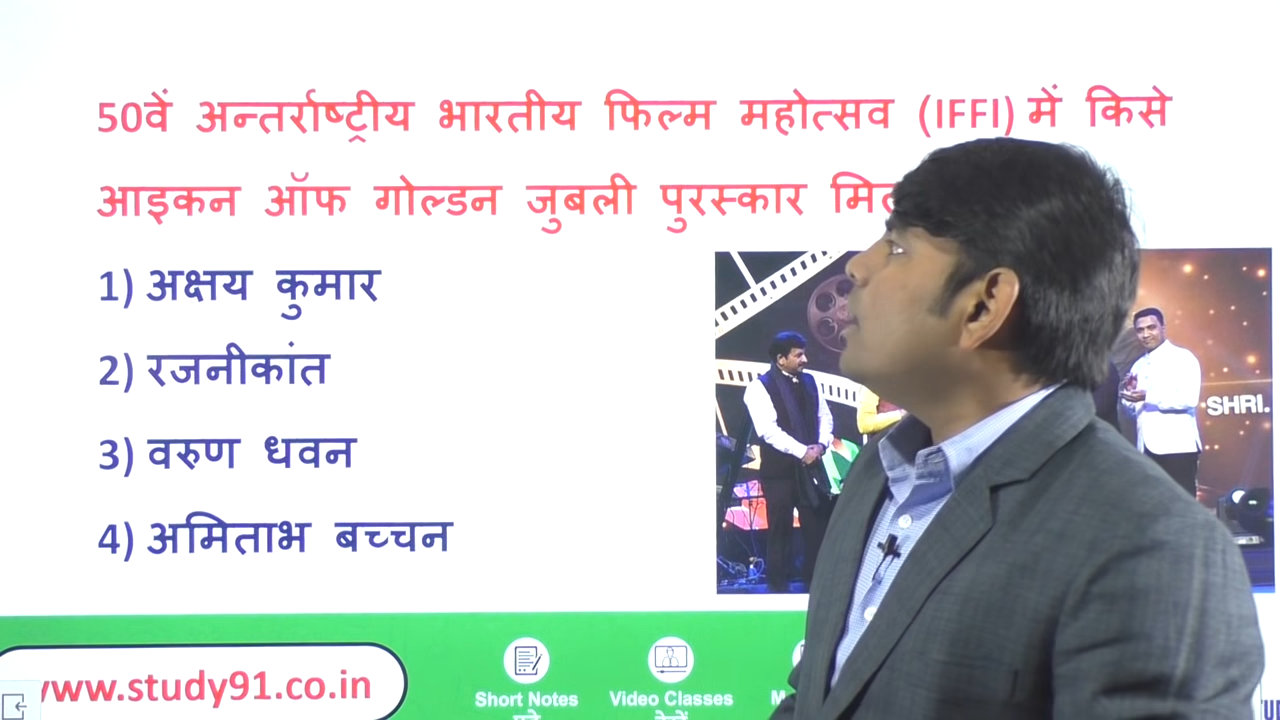 50वें अन्तर्राष्ट्रीय भारतीय फिल्म महोत्सव (IFFI) में किसे
आइकन ऑफ गोल्डन जुबली पुरस्कार
1) अक्षय कुमार
2) रजनीकांत
3) वरुण धवन
4) अमिताभ बच्चन
SHRI.
www.study91.co.in
Short Notes
Video Classes